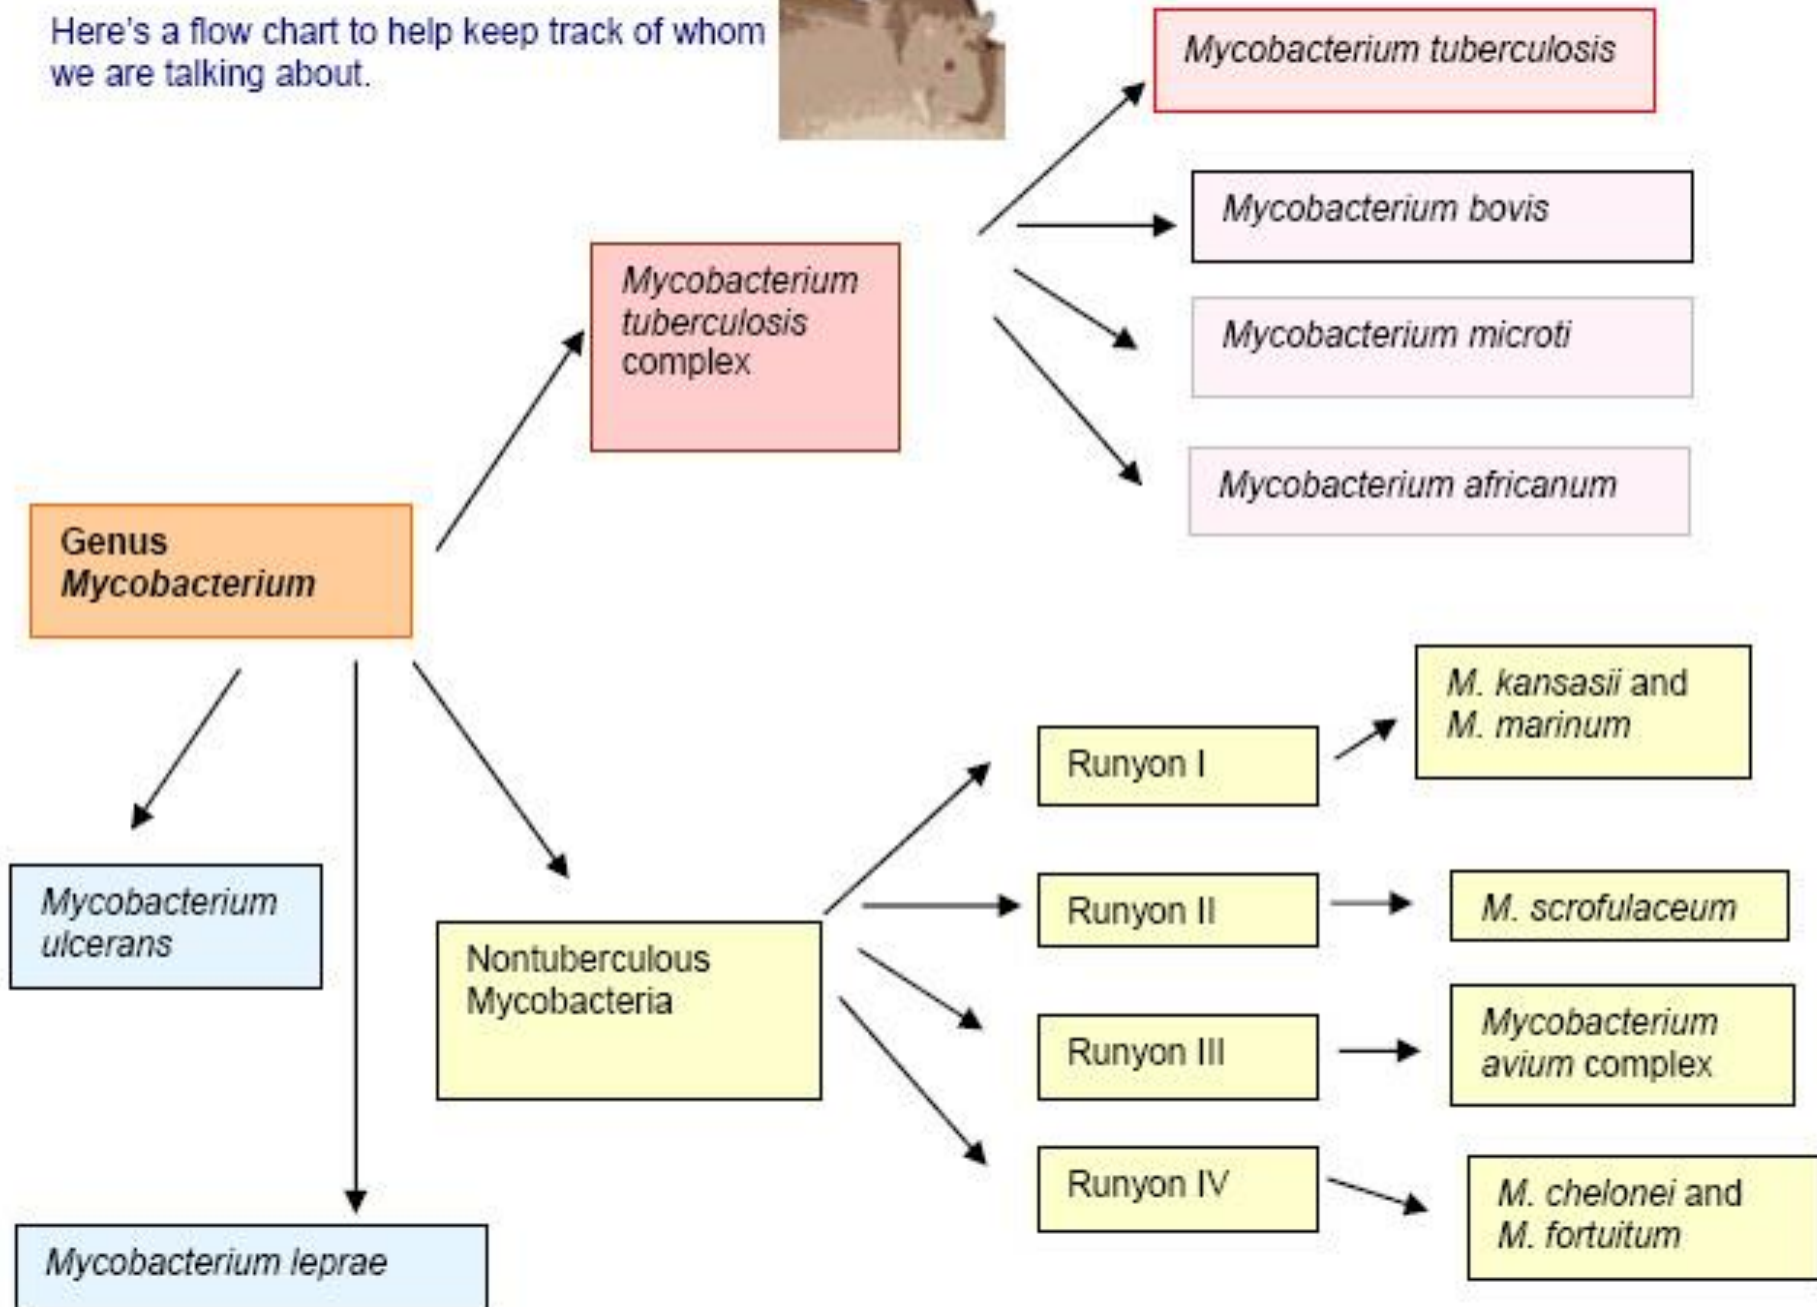 Here's a flow chart to help keep track of whom
we are talking about.
Mycobacterium tuberculosis
Mycobacterium bovis
Mycobacterium
tuberculosis
complex
Mycobacterium microti
Mycobacterium africanum
Genus
Mycobacterium
M. kansasii and
M. marinum
Runyon I
Mycobacterium
ulcerans
Runyon II
M. scrofulaceum
Nontuberculous
Mycobacteria
Runyon III
Mycobacterium
avium complex
Runyon IV
M. chelonei and
M. fortuitum
Mycobacterium leprae